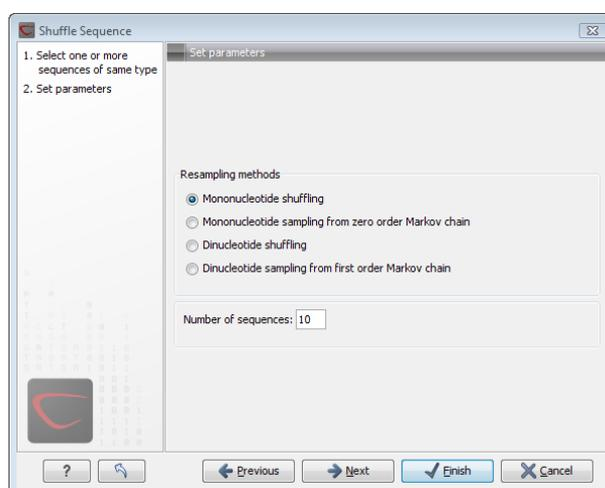 Shuffle Sequence
1. Select one or more
sequences of same type
2. Set parameters
Set parameters
Resampling methods
Mononucleotide shuffling
Mononucleotide sampling from zero order Markov chain
Dinucleotide shuffling
Dinucleotide sampling from first order Markov chain
Number of sequences: 10
? Previous Next Finish Cancel